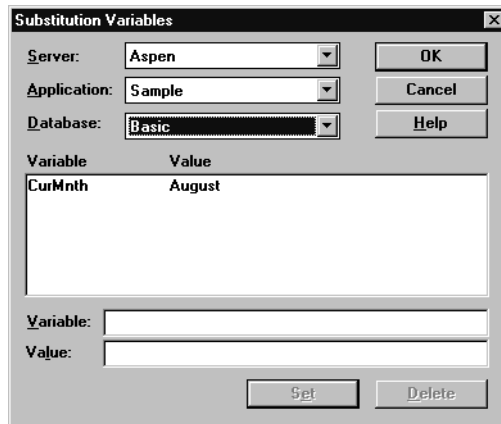 Substitution Variables
Server: Aspen OK
Application: Sample Cancel
Database: Basic Help
Variable Value
CurMnth August
Variable:
Value:
Set Delete